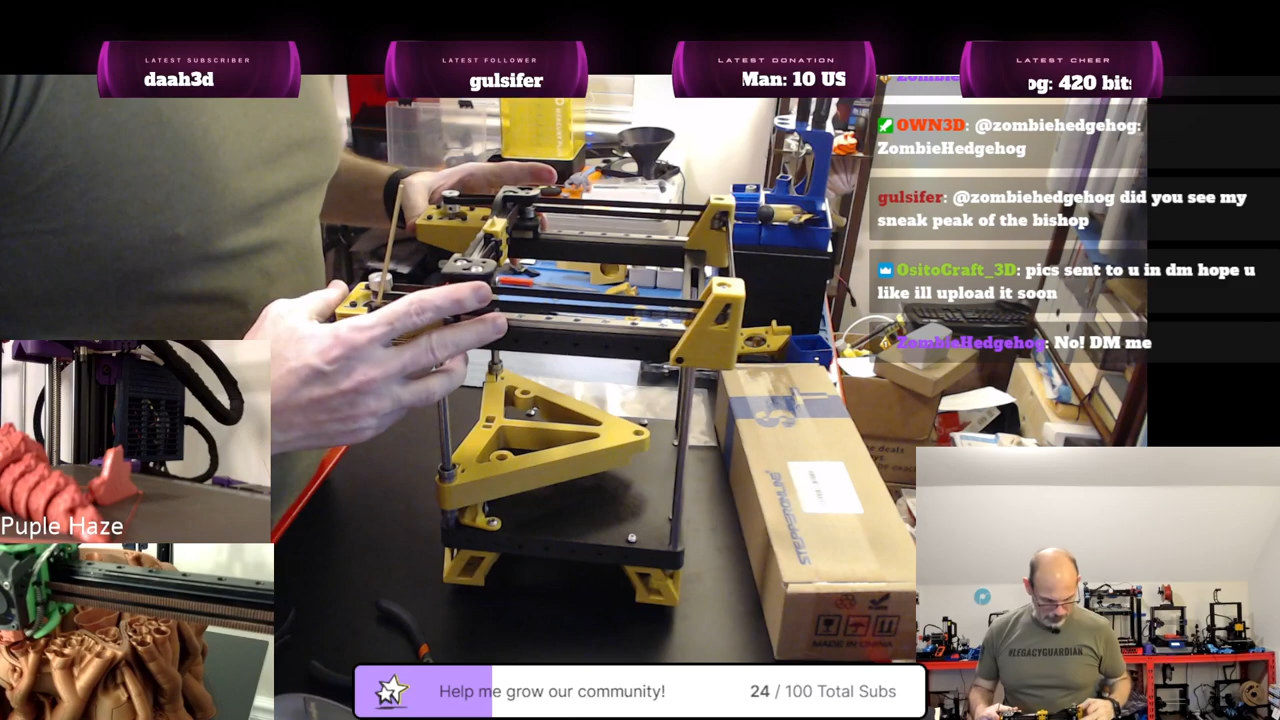 LATEST SUBSCRIBER
daah3d
LATEST FOLLOWER
gulsifer
LATEST DONATION
Man: 10 US
LATEST CHEER
og: 420 bits
OWN3D: @zombiehedgehog:
ZombieHedgehog
gulsifer: @zombiehedgehog did you see my
sneak peak of the bishop
OsitoCraft_3D: pics sent to u in dm hope u
like ill upload it soon
ZombieHedgehog: No! DM me
STEPPERONLINE
MADE IN CHINA
Puple Haze
#LEGACYGUARDIAN
Help me grow our community!
24 / 100 Total Subs